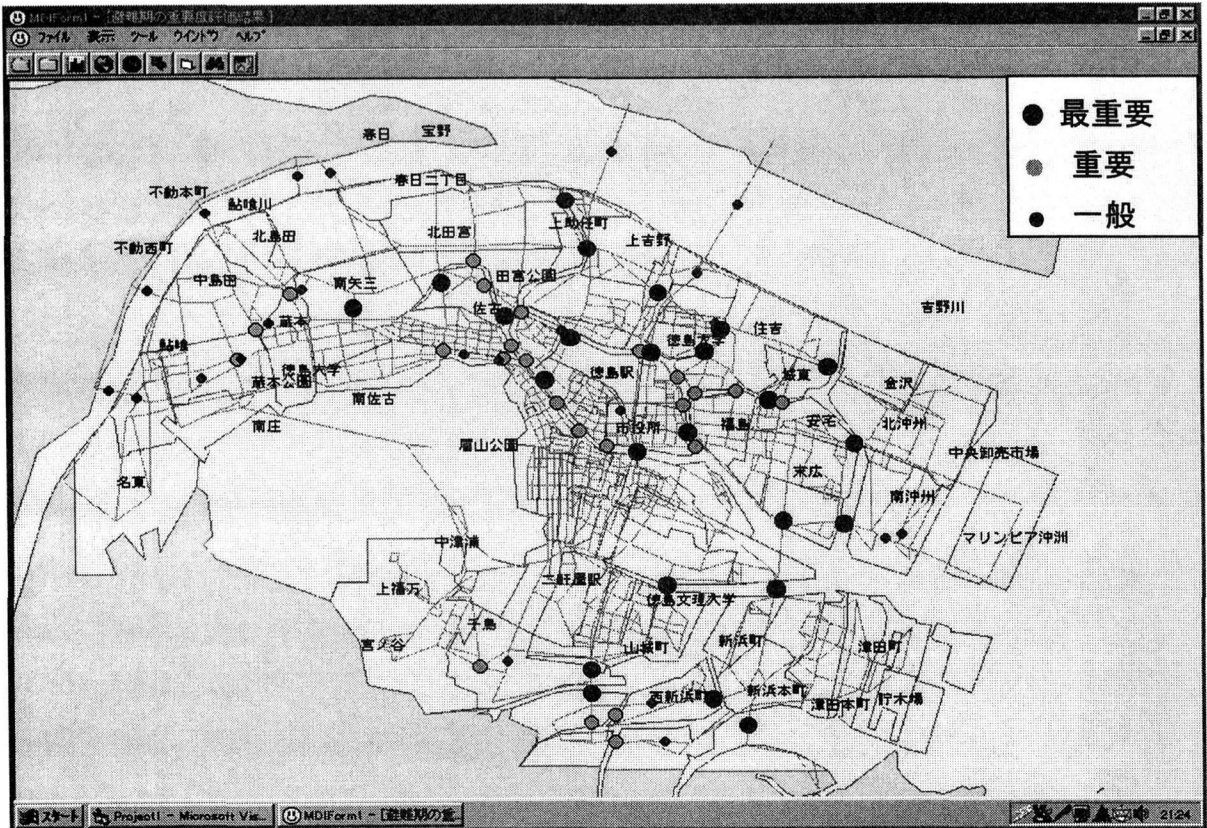 MDIForm1 - [避難期の重要度評価結果]
ファイル 表示 ツール ウインドウ ヘルプ
最重要
重要
一般
春日 宝野
不動本町
鮎喰川
春日二丁目
北島田
北田宮
上助任町
上吉野
不動西町
中島田
南矢三
田宮公園
吉野川
佐古
蔵本
徳島大学
住吉
鮎喰
徳島大学
蔵本公園
徳島駅
城東
金沢
南佐古
南庄
眉山公園
市役所
福島
安宅
北沖州
中央卸売市場
名東
末広
南沖州
マリンピア沖洲
中津浦
二軒屋駅
上福万
徳島文理大学
千鳥
宮ノ谷
山城町
新浜町
津田町
西新浜町
新浜本町
津田本町
貯木場
スタート Project1 - Microsoft Vis... MDIForm1 - [避難期の重... 21:24